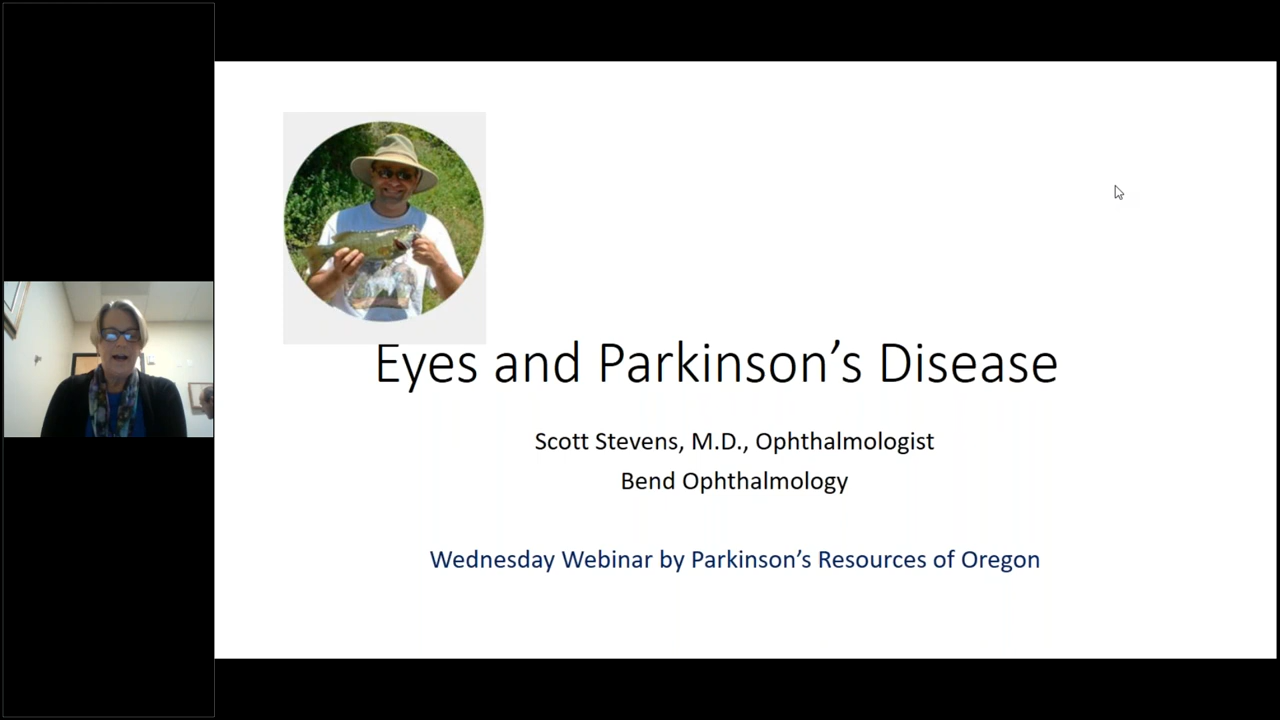 Eyes and Parkinson’s Disease
Scott Stevens, M.D., Ophthalmologist
Bend Ophthalmology
Wednesday Webinar by Parkinson’s Resources of Oregon